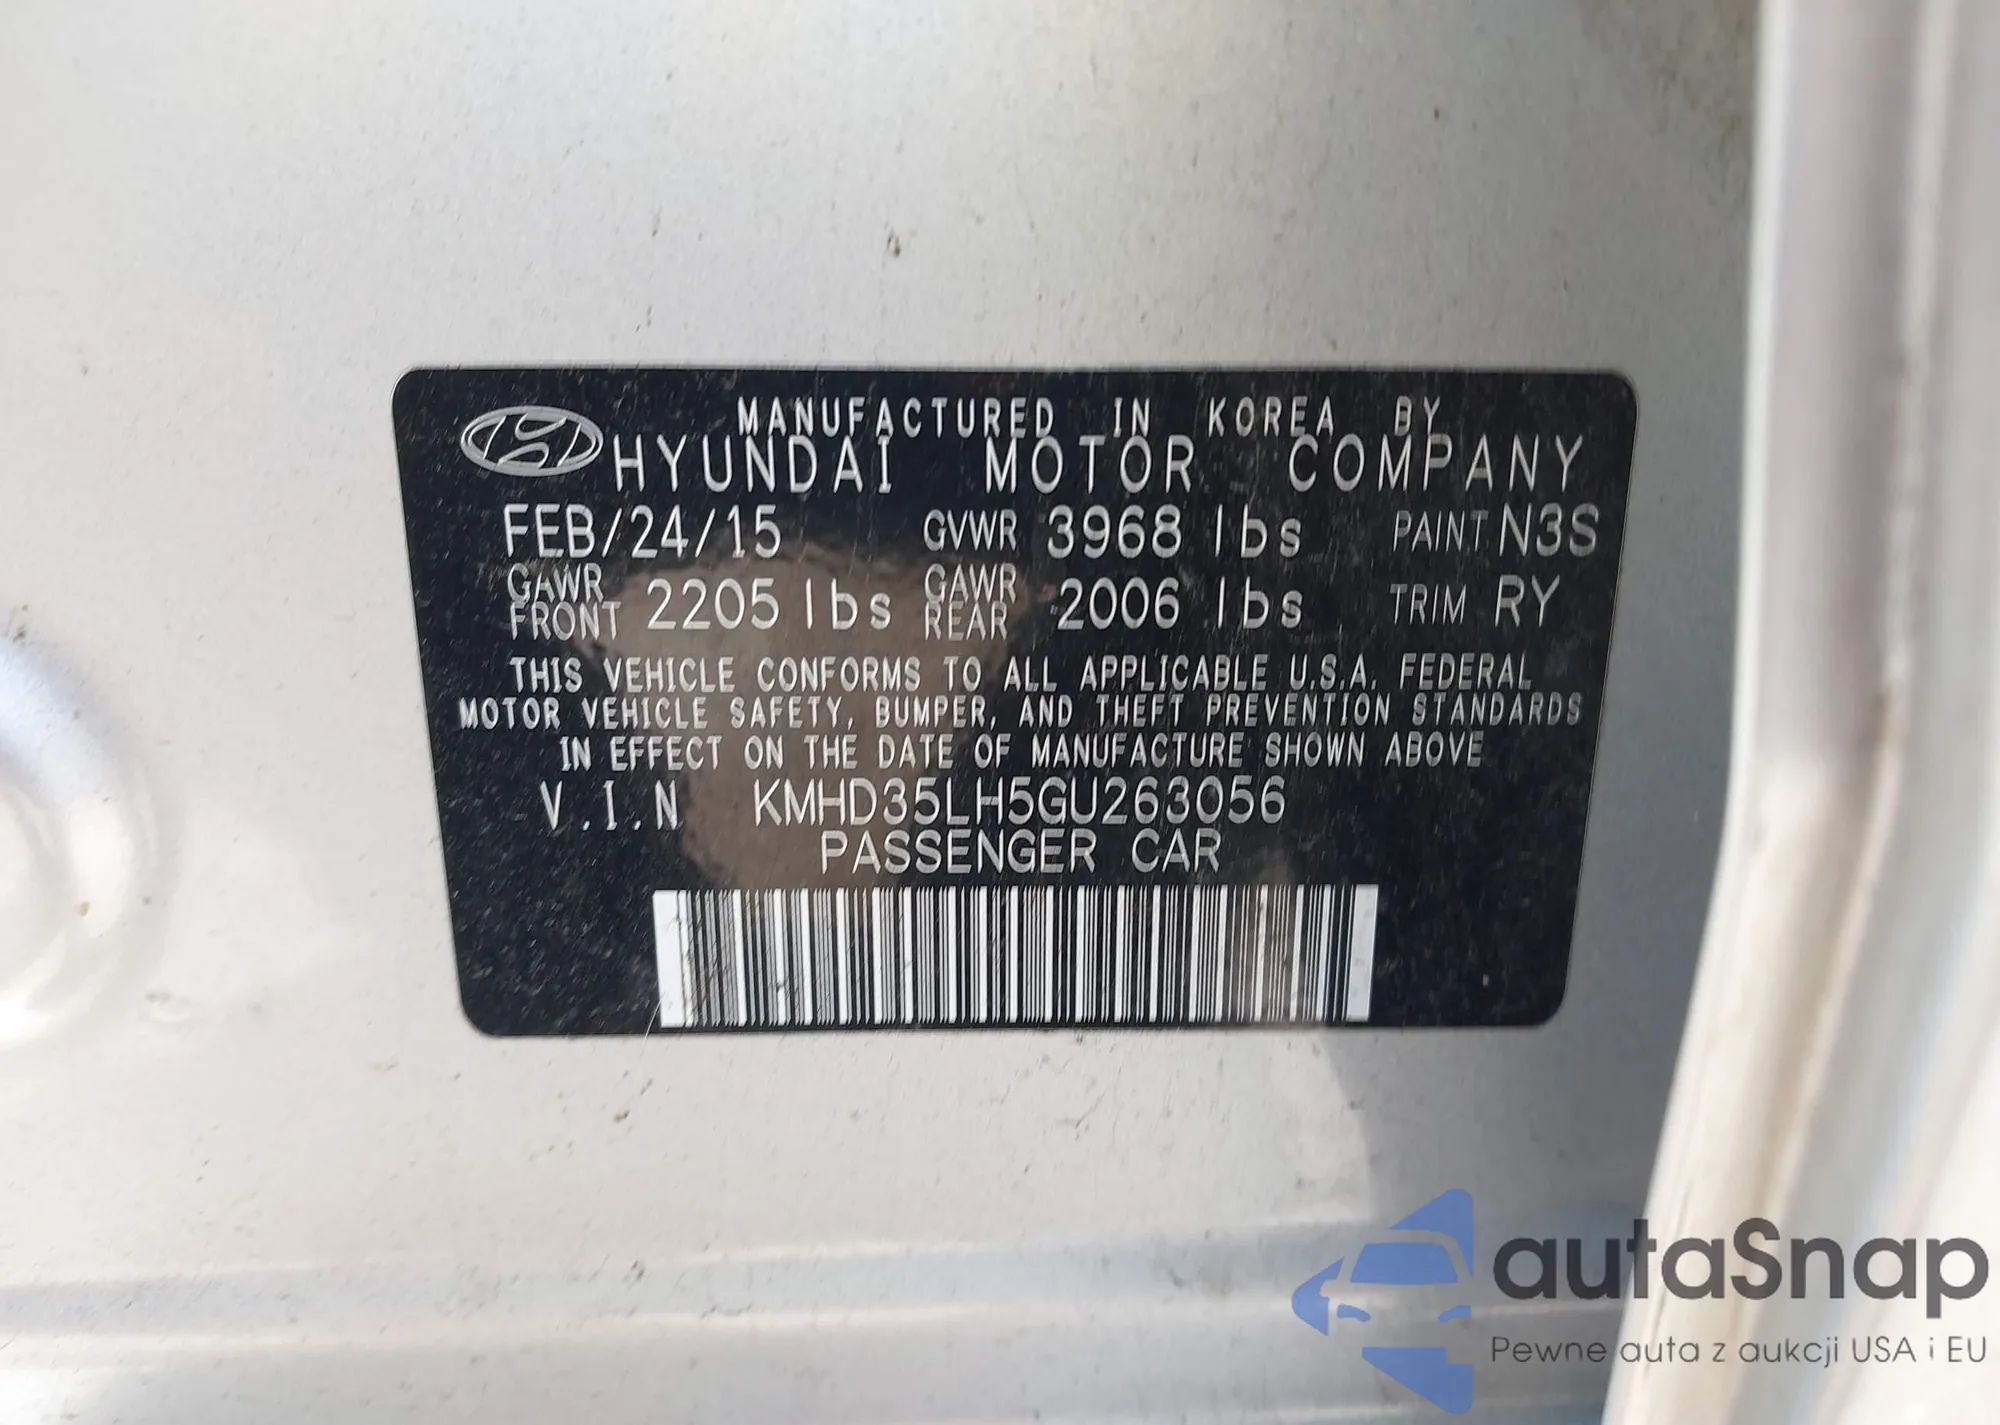 MANUFACTURED IN KOREA BY
HYUNDAI MOTOR COMPANY
FEB/24/15 GVWR 3968 lbs PAINT N3S
GAWR FRONT 2205 lbs GAWR REAR 2006 lbs TRIM RY
THIS VEHICLE CONFORMS TO ALL APPLICABLE U.S.A. FEDERAL
MOTOR VEHICLE SAFETY, BUMPER, AND THEFT PREVENTION STANDARDS
IN EFFECT ON THE DATE OF MANUFACTURE SHOWN ABOVE
V.I.N KMHD35LH5GU263056
PASSENGER CAR
autaSnap
Pewne auta z aukcji USA i EU